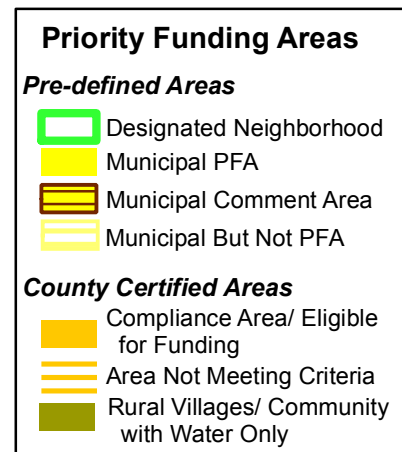 Priority Funding Areas
Pre-defined Areas
Designated Neighborhood
Municipal PFA
Municipal Comment Area
Municipal But Not PFA
County Certified Areas
Compliance Area/ Eligible
for Funding
Area Not Meeting Criteria
Rural Villages/ Community
with Water Only